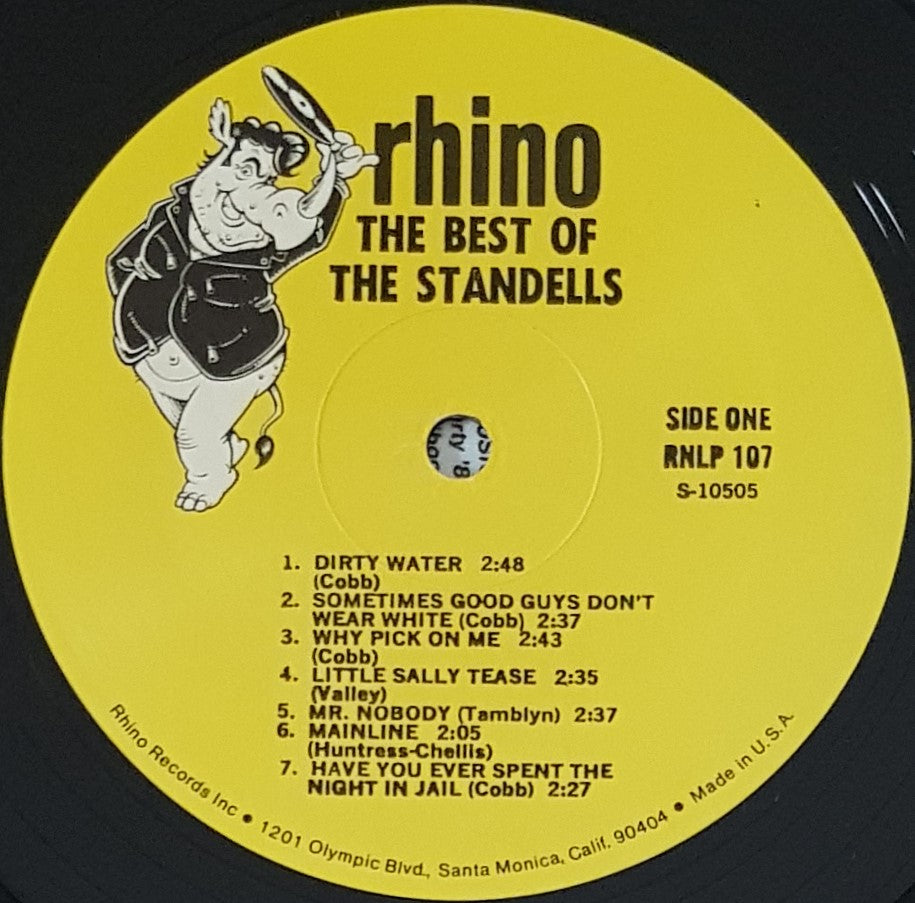 rhino
THE BEST OF
THE STANDELLS
SIDE ONE
RNLP 107
S-10505
1. DIRTY WATER 2:48
(Cobb)
2. SOMETIMES GOOD GUYS DON'T
WEAR WHITE (Cobb) 2:37
3. WHY PICK ON ME 2:43
(Cobb)
4. LITTLE SALLY TEASE 2:35
(Valley)
5. MR. NOBODY (Tamblyn) 2:37
6. MAINLINE 2:05
(Huntress-Chellis)
7. HAVE YOU EVER SPENT THE
NIGHT IN JAIL (Cobb) 2:27
Rhino Records Inc • 1201 Olympic Blvd., Santa Monica, Calif. 90404 • Made in U.S.A.